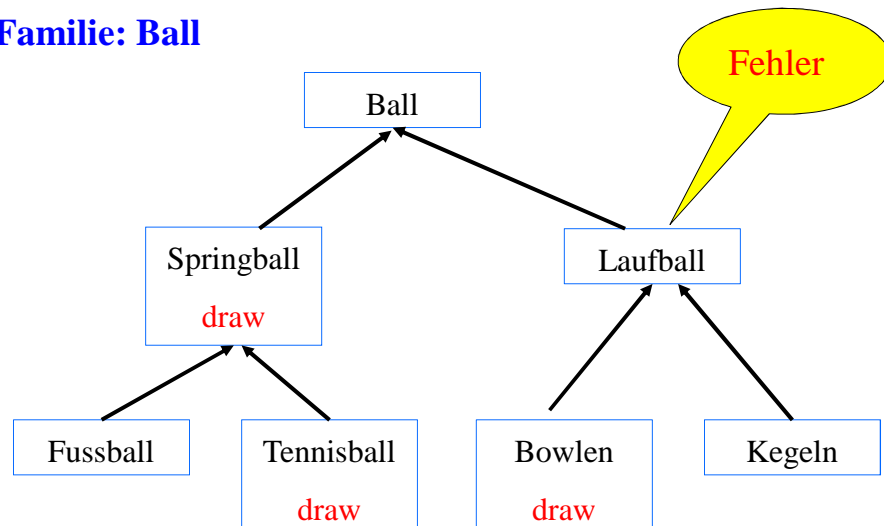 Familie: Ball
Fehler
Ball
Springball
draw
Laufball
Fussball
Tennisball
draw
Bowlen
draw
Kegeln